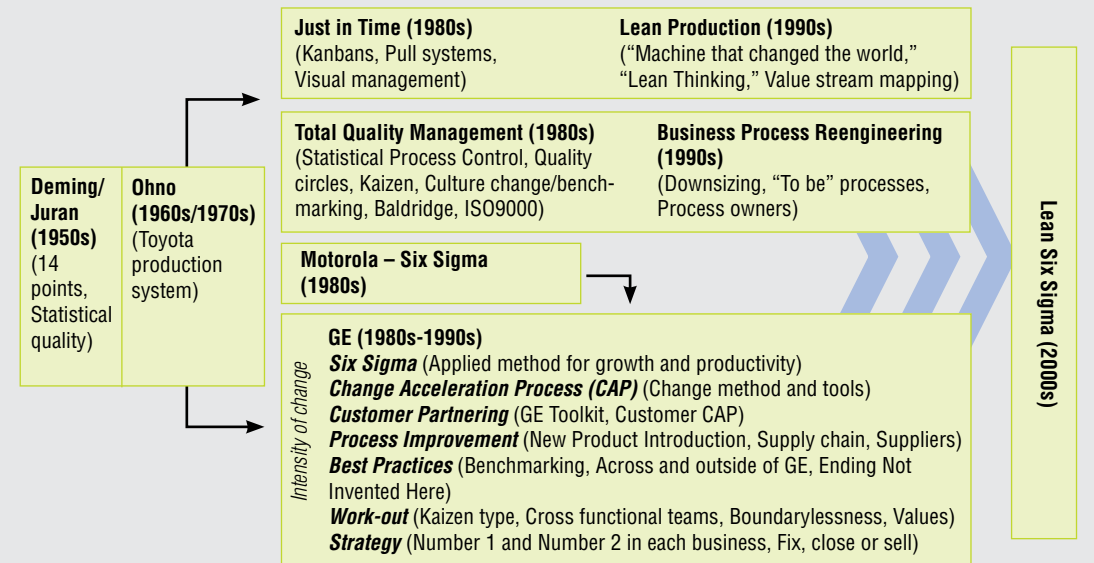 Just in Time (1980s)
(Kanbans, Pull systems,
Visual management)
Lean Production (1990s)
(“Machine that changed the world,”
“Lean Thinking,” Value stream mapping)
Total Quality Management (1980s)
(Statistical Process Control, Quality
circles, Kaizen, Culture change/bench-
marking, Baldridge, ISO9000)
Business Process Reengineering
(1990s)
(Downsizing, “To be” processes,
Process owners)
Deming/
Juran
(1950s)
(14
points,
Statistical
quality)
Ohno
(1960s/1970s)
(Toyota
production
system)
Motorola – Six Sigma
(1980s)
Intensity of change
GE (1980s-1990s)
Six Sigma (Applied method for growth and productivity)
Change Acceleration Process (CAP) (Change method and tools)
Customer Partnering (GE Toolkit, Customer CAP)
Process Improvement (New Product Introduction, Supply chain, Suppliers)
Best Practices (Benchmarking, Across and outside of GE, Ending Not
Invented Here)
Work-out (Kaizen type, Cross functional teams, Boundarylessness, Values)
Strategy (Number 1 and Number 2 in each business, Fix, close or sell)
Lean Six Sigma (2000s)